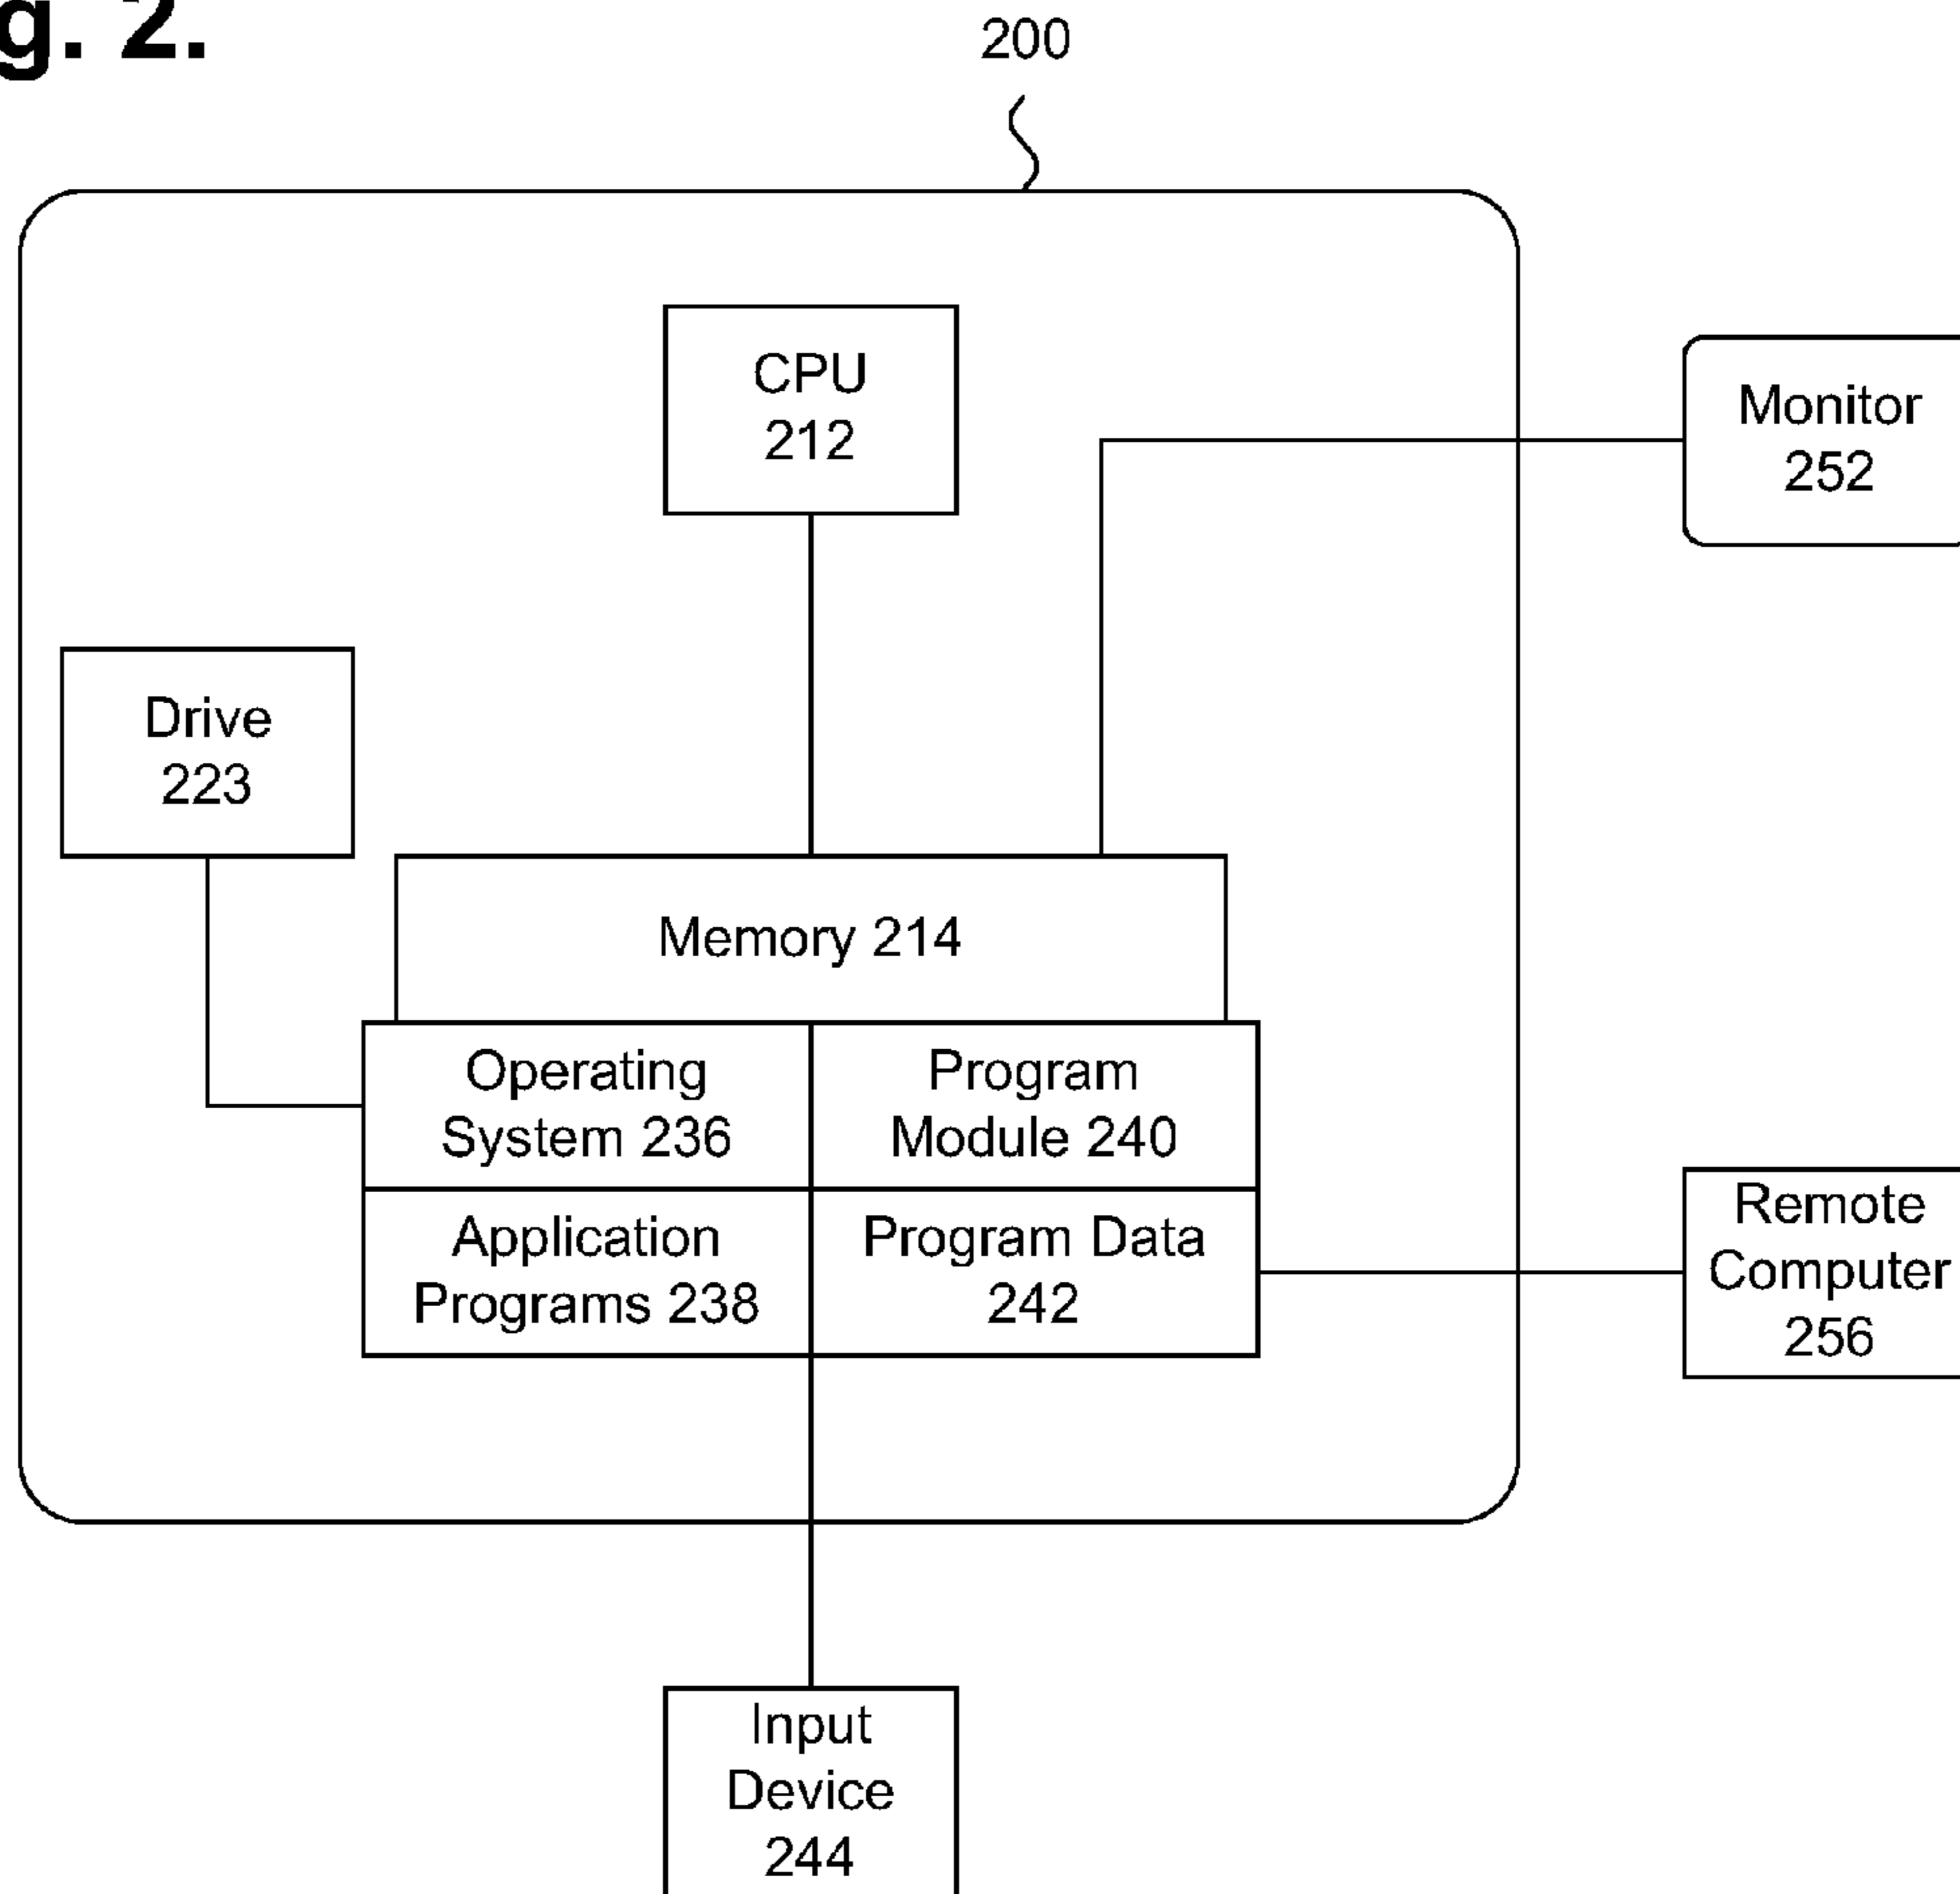 g. 2.
200
CPU
212
Monitor
252
Drive
223
Memory 214
Operating
System 236
Program
Module 240
Application
Programs 238
Program Data
242
Remote
Computer
256
Input
Device
244